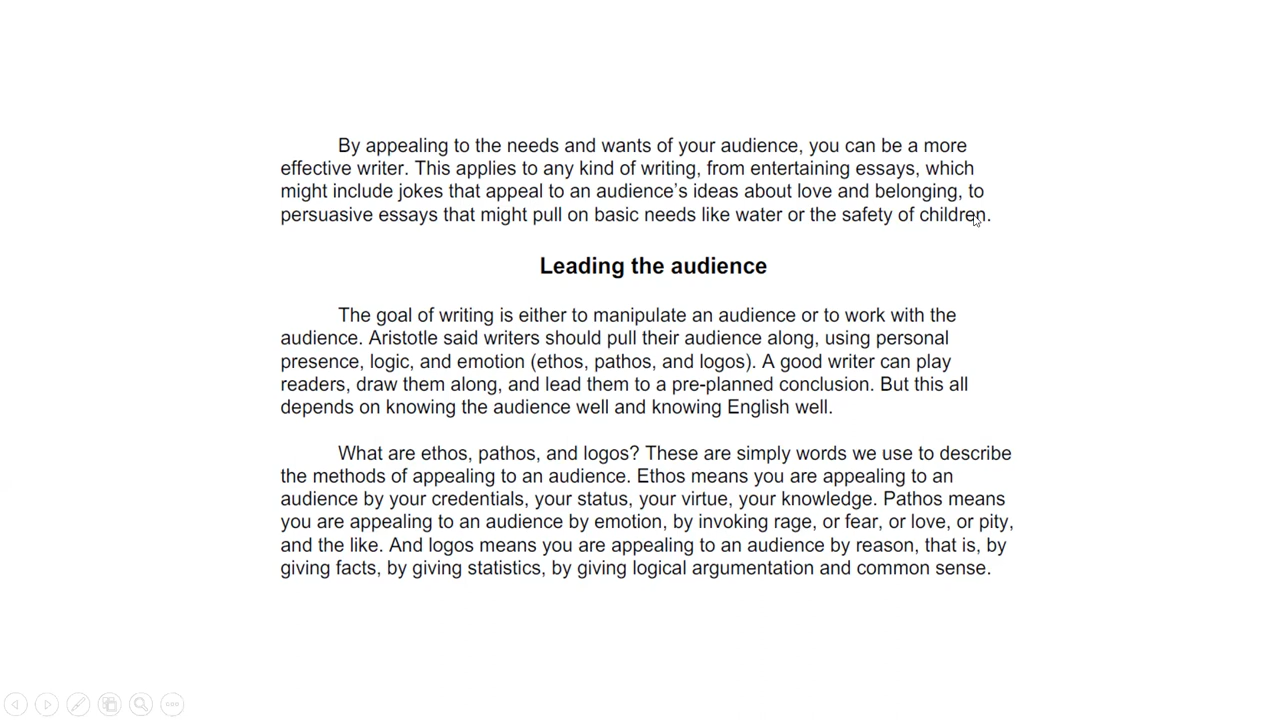 By appealing to the needs and wants of your audience, you can be a more
effective writer. This applies to any kind of writing, from entertaining essays, which
might include jokes that appeal to an audience’s ideas about love and belonging, to
persuasive essays that might pull on basic needs like water or the safety of children.
Leading the audience
The goal of writing is either to manipulate an audience or to work with the
audience. Aristotle said writers should pull their audience along, using personal
presence, logic, and emotion (ethos, pathos, and logos). A good writer can play
readers, draw them along, and lead them to a pre-planned conclusion. But this all
depends on knowing the audience well and knowing English well.
What are ethos, pathos, and logos? These are simply words we use to describe
the methods of appealing to an audience. Ethos means you are appealing to an
audience by your credentials, your status, your virtue, your knowledge. Pathos means
you are appealing to an audience by emotion, by invoking rage, or fear, or love, or pity,
and the like. And logos means you are appealing to an audience by reason, that is, by
giving facts, by giving statistics, by giving logical argumentation and common sense.